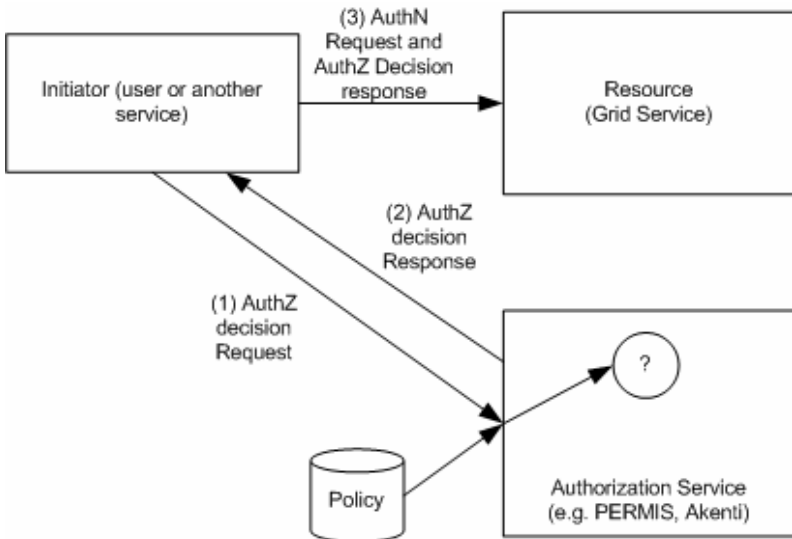 (3) AuthN
Request and
AuthZ Decision
response
Initiator (user or another
service)
Resource
(Grid Service)
(2) AuthZ
decision
Response
(1) AuthZ
decision
Request
?
Policy
Authorization Service
(e.g. PERMIS, Akenti)